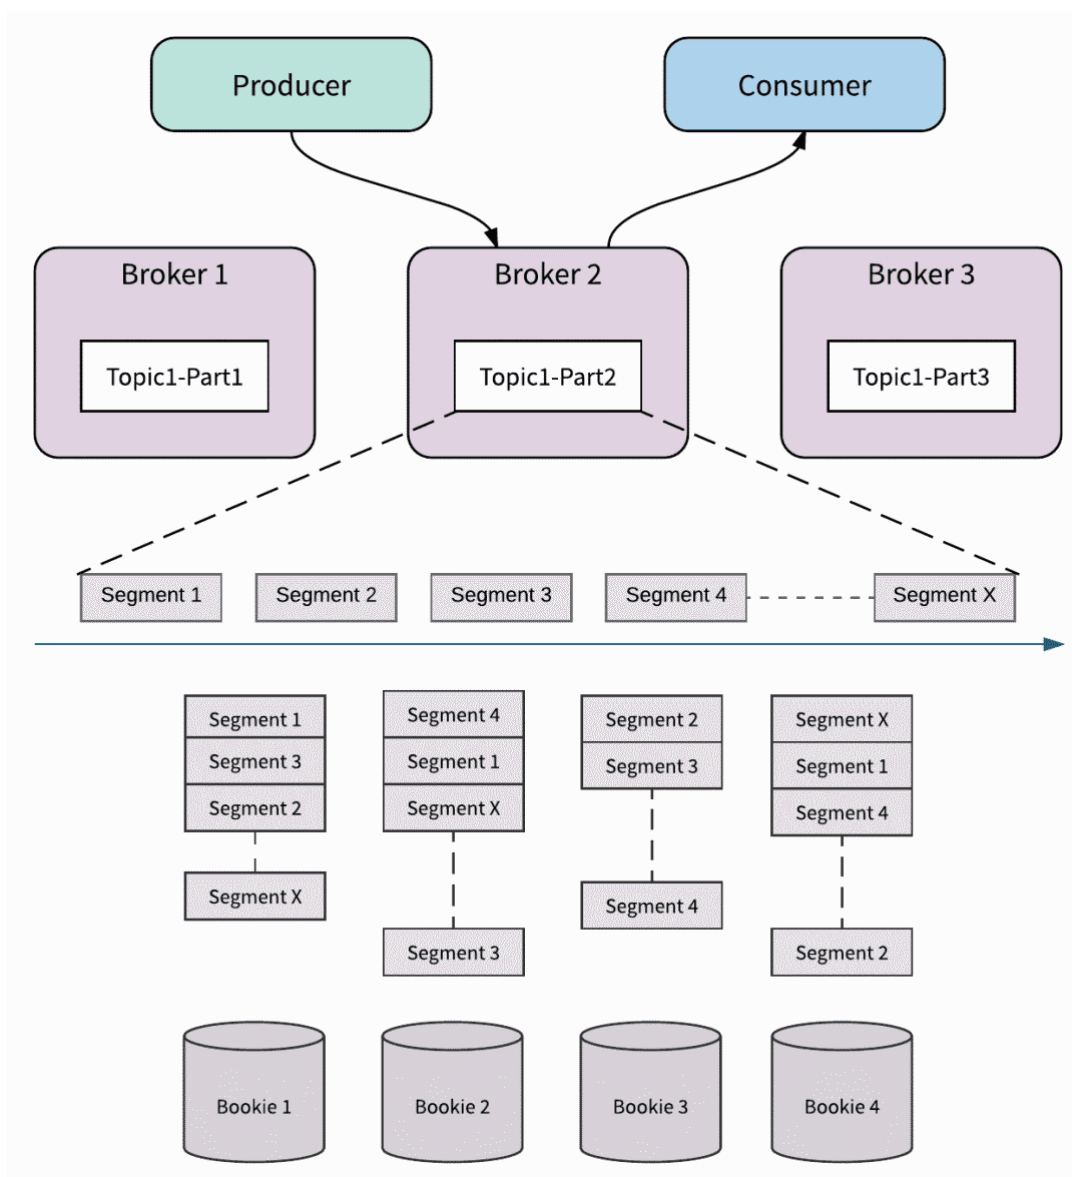 Producer
Consumer
Broker 1
Broker 2
Broker 3
Topic1-Part1
Topic1-Part2
Topic1-Part3
Segment 1
Segment 2
Segment 3
Segment 4
Segment X
Segment 1
Segment 3
Segment 2
Segment X
Segment 4
Segment 1
Segment X
Segment 3
Segment 2
Segment 3
Segment 4
Segment X
Segment 1
Segment 4
Segment 2
Bookie 1
Bookie 2
Bookie 3
Bookie 4